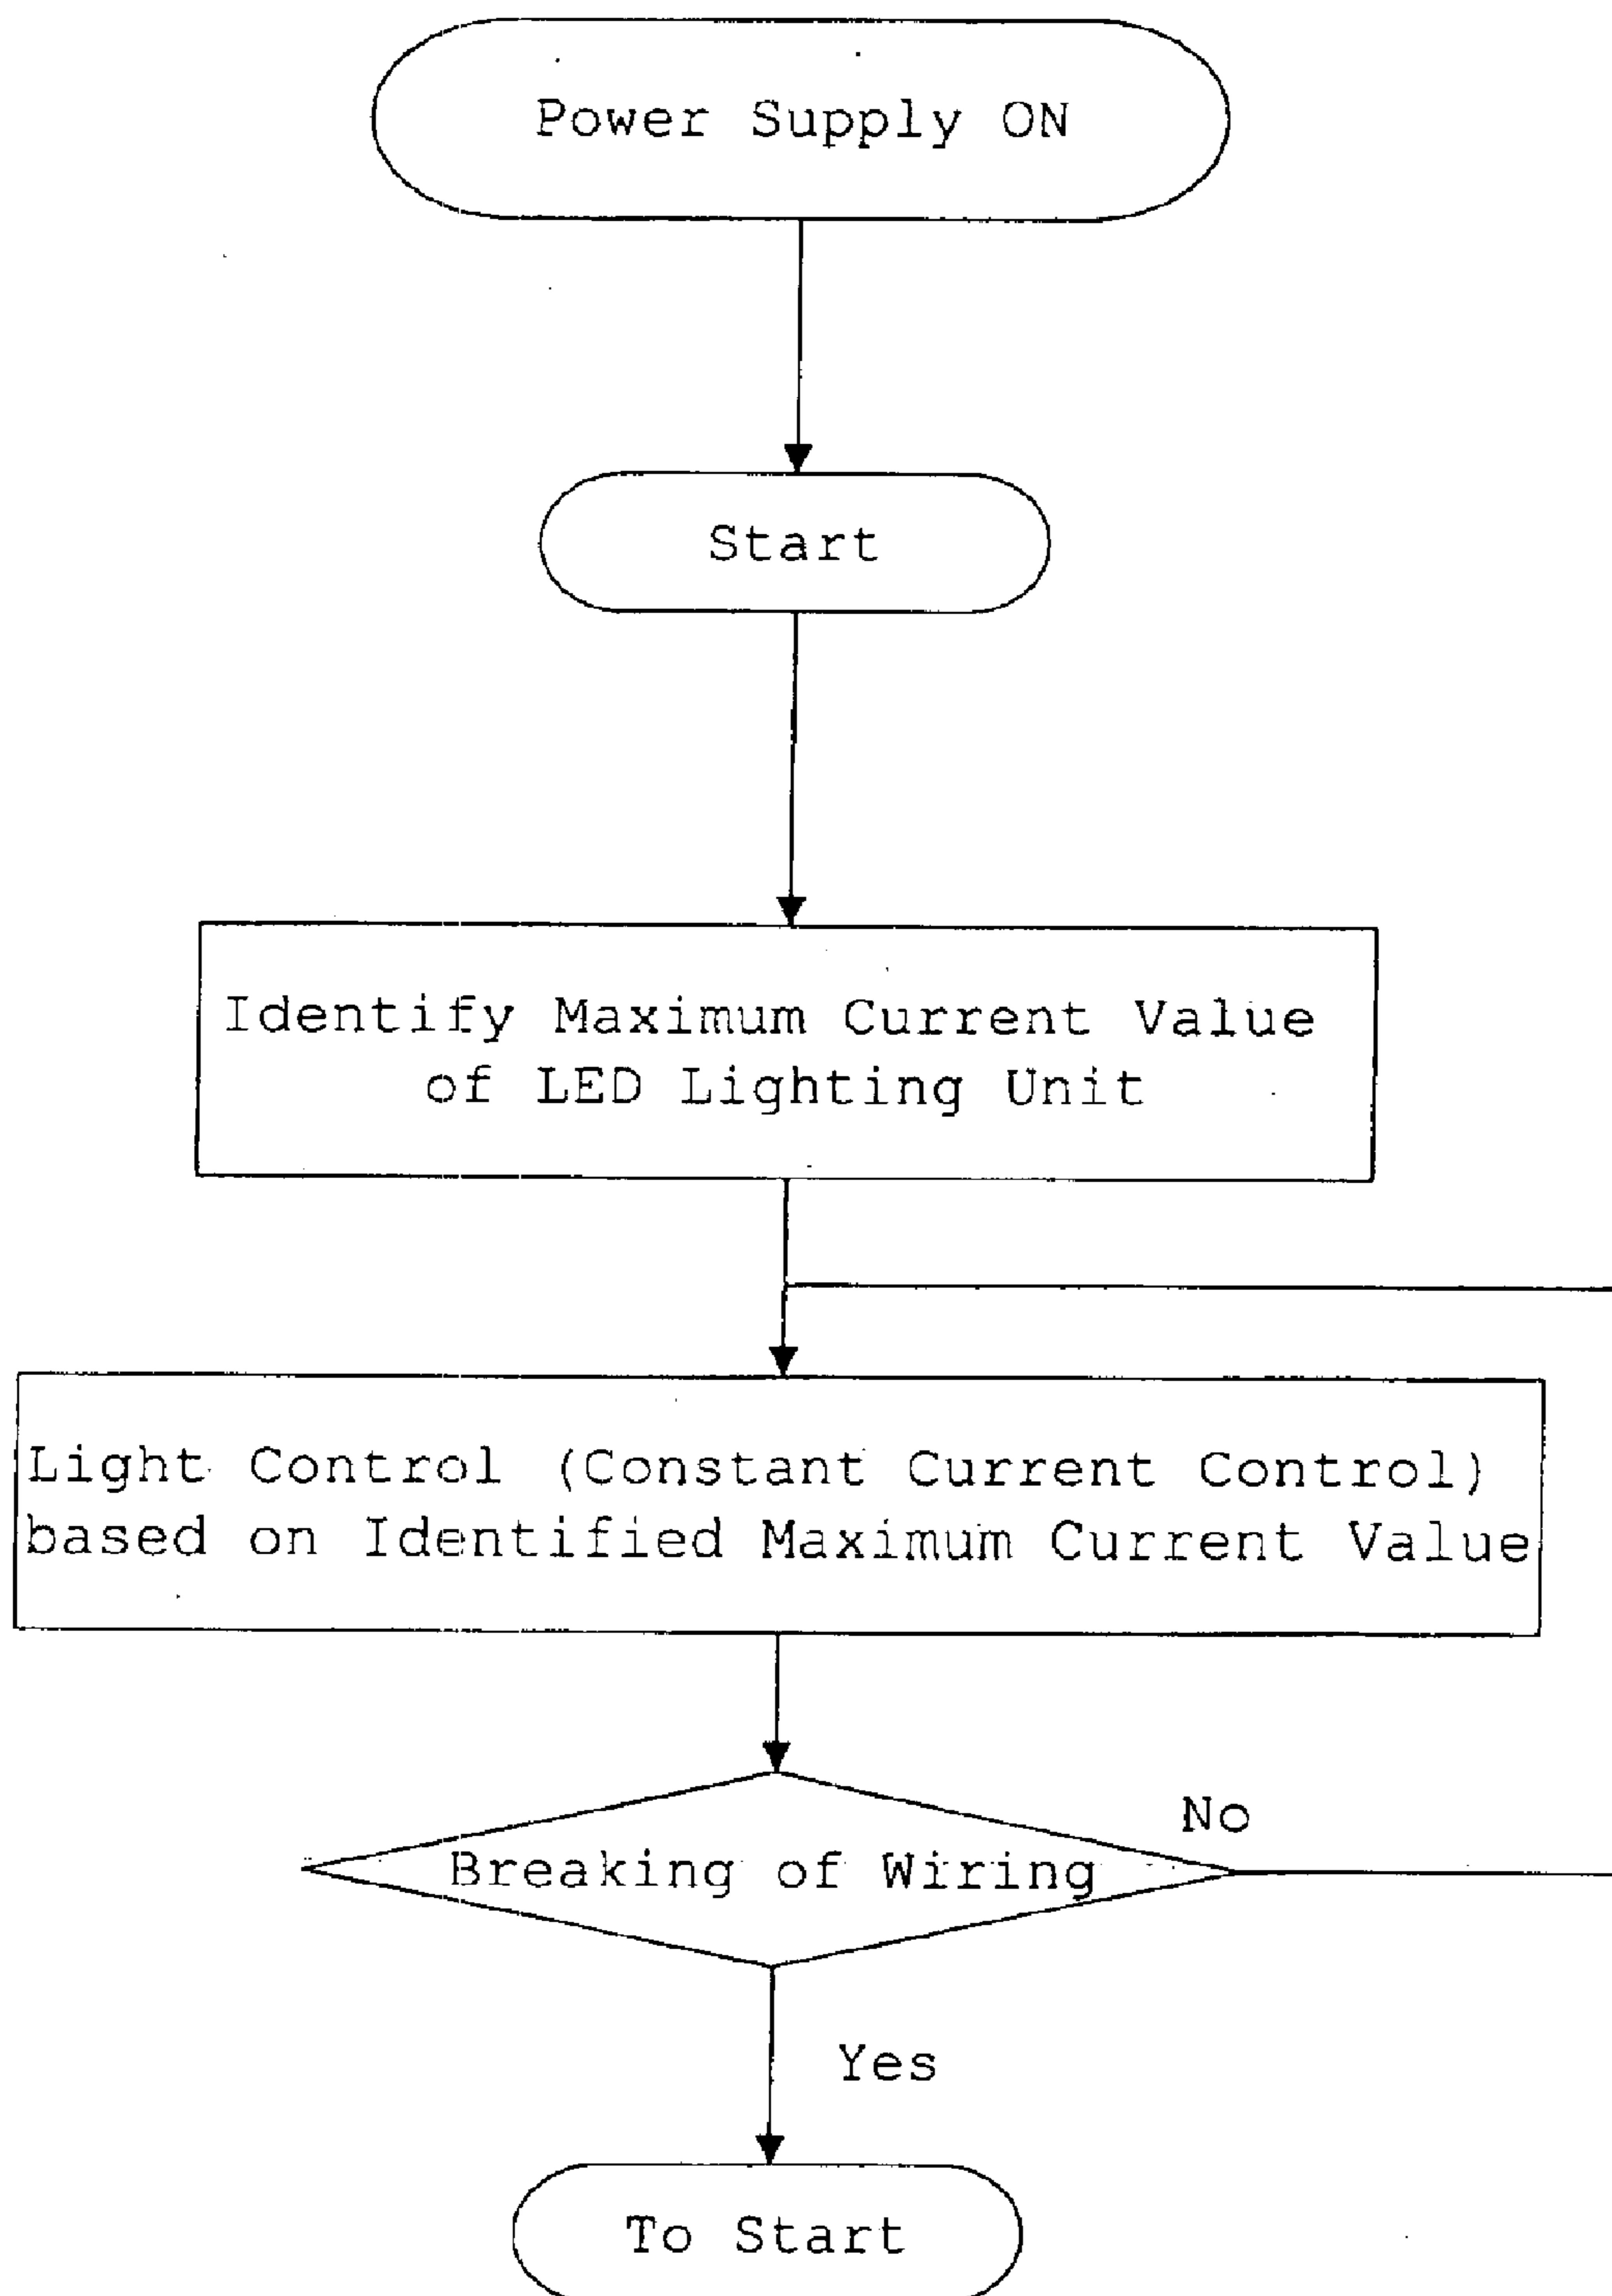 Power Supply ON
Start
Identify Maximum Current Value
of LED Lighting Unit
Light Control (Constant Current Control)
based on Identified Maximum Current Value
No
Breaking of Wiring
Yes
To Start